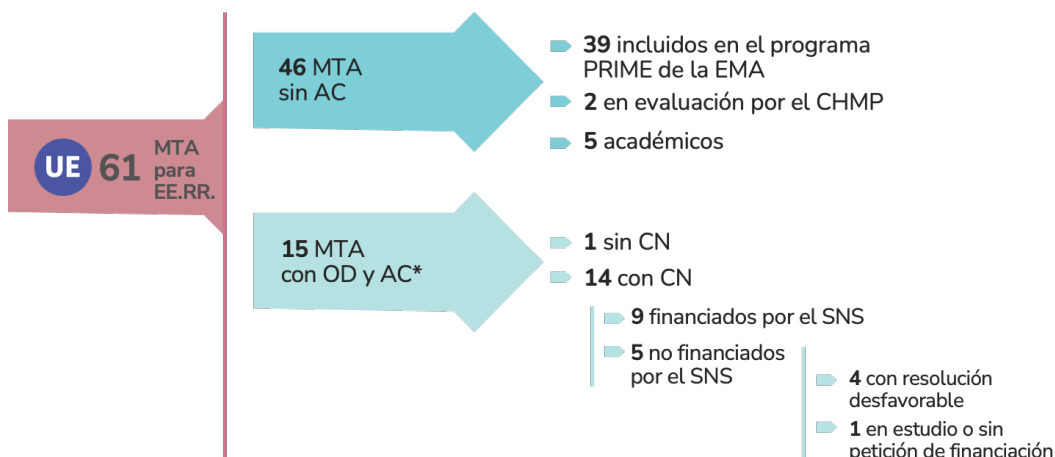 UE 61 MTA
para
EE.RR.
46 MTA
sin AC
39 incluidos en el programa
PRIME de la EMA
2 en evaluación por el CHMP
5 académicos
15 MTA
con OD y AC*
1 sin CN
14 con CN
9 financiados por el SNS
5 no financiados
por el SNS
4 con resolución
desfavorable
1 en estudio o sin
petición de financiación